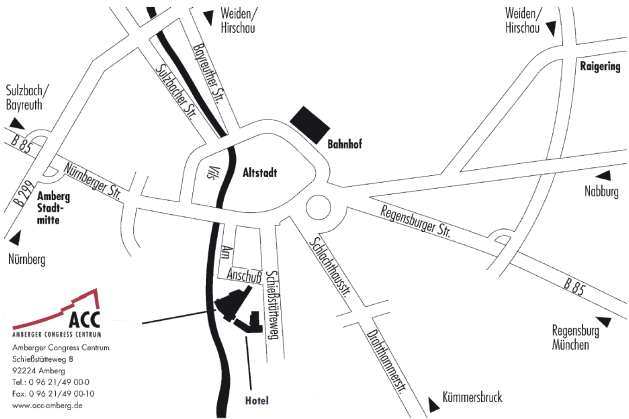 Weiden/
Hirschau
Weiden/
Hirschau
Bayreuther Str.
Sulzbacher Str.
Raigering
Sulzbach/
Bayreuth
B 85
Bahnhof
Vils
Altstadt
Nürnberger Str.
B 299
Amberg
Stadt-
mitte
Nabburg
Regensburger Str.
Nürnberg
Am
Anschuß
Schießstätteweg
Schlachthausstr.
B 85
ACC
AMBERGER CONGRESS CENTRUM
Regensburg
München
Drahthammerstr.
Amberger Congress Centrum
Schießstätteweg 8
92224 Amberg
Tel.: 0 96 21/49 00-0
Fax: 0 96 21/49 00-10
www.acc-amberg.de
Hotel
Kümmersbruck